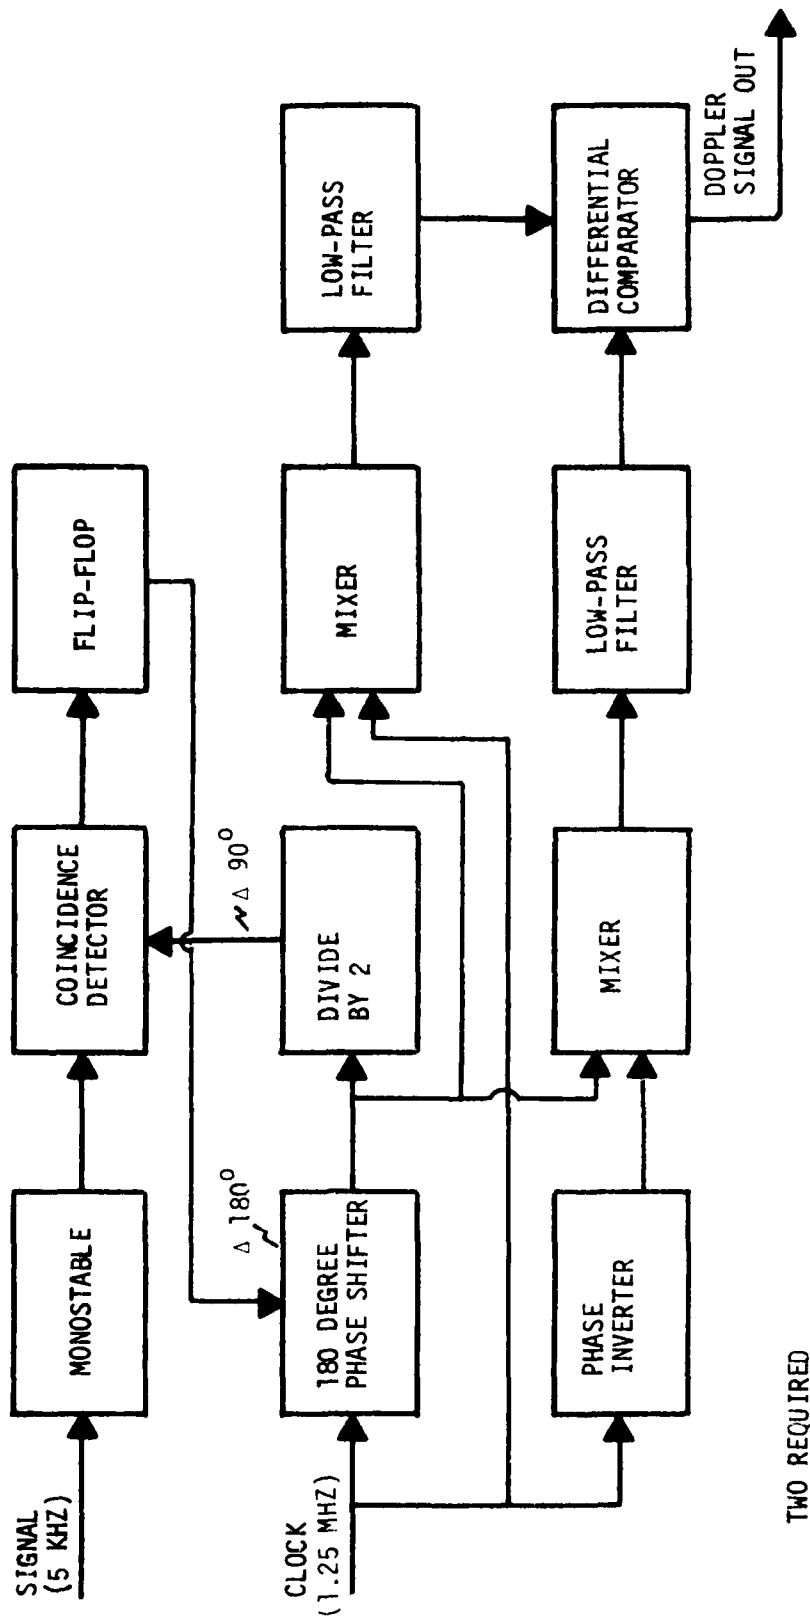 SIGNAL
(5 KHZ)
MONOSTABLE
COINCIDENCE
DETECTOR
FLIP-FLOP
Δ 180°
Δ 90°
CLOCK
(1.25 MHZ)
180 DEGREE
PHASE SHIFTER
DIVIDE
BY 2
MIXER
LOW-PASS
FILTER
PHASE
INVERTER
MIXER
LOW-PASS
FILTER
DIFFERENTIAL
COMPARATOR
DOPPLER
SIGNAL OUT
TWO REQUIRED